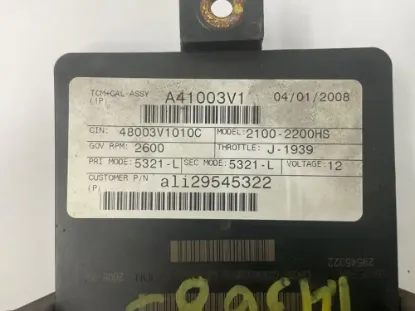 TCM+CAL ASSY A41003V1 04/01/2008
(1P)
CIN: 48003V1010C MODEL: 2100-2200HS
GOV RPM: 2600 THROTTLE: J-1939
PRI MODE: 5321-L SEC MODE: 5321-L VOLTAGE: 12
CUSTOMER P/N ali29545322
(P)
29545322